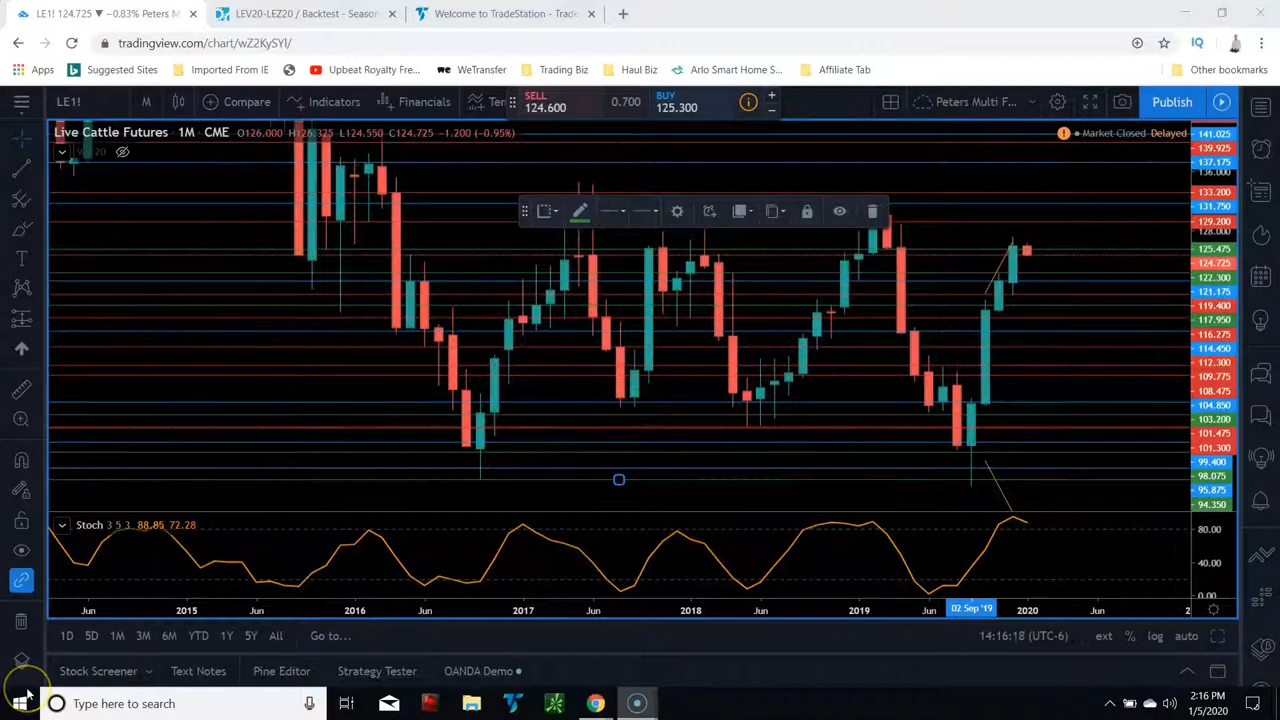 LE1! 124.725 ▼ −0.83% Peters M
LEV20-LEZ20 / Backtest - Season
Welcome to TradeStation - Trade
tradingview.com/chart/wZ2KySYl/
Apps
Suggested Sites
Imported From IE
Upbeat Royalty Fre...
WeTransfer
Trading Biz
Haul Biz
Arlo Smart Home S...
Affiliate Tab
Other bookmarks
LE1!
M
Compare
Indicators
Financials
SELL
124.600
0.700
BUY
125.300
Peters Multi F...
Publish
Live Cattle Futures · 1M · CME O126.000 H126.325 L124.550 C124.725 −1.200 (−0.95%)
Market Closed Delayed
141.025
139.925
137.175
136.000
133.200
131.750
129.200
128.000
125.475
124.725
122.300
121.175
119.400
117.950
116.275
114.450
112.300
109.775
108.475
104.850
103.200
101.475
101.300
99.400
98.075
95.875
94.350
Stoch 3 5 3 88.85 72.28
80.00
40.00
0.00
Jun 2015 Jun 2016 Jun 2017 Jun 2018 Jun 2019 Jun 02 Sep '19 2020 Jun 2
1D 5D 1M 3M 6M YTD 1Y 5Y All Go to...
14:16:18 (UTC-6) ext % log auto
Stock Screener
Text Notes
Pine Editor
Strategy Tester
OANDA Demo
Type here to search
2:16 PM
1/5/2020